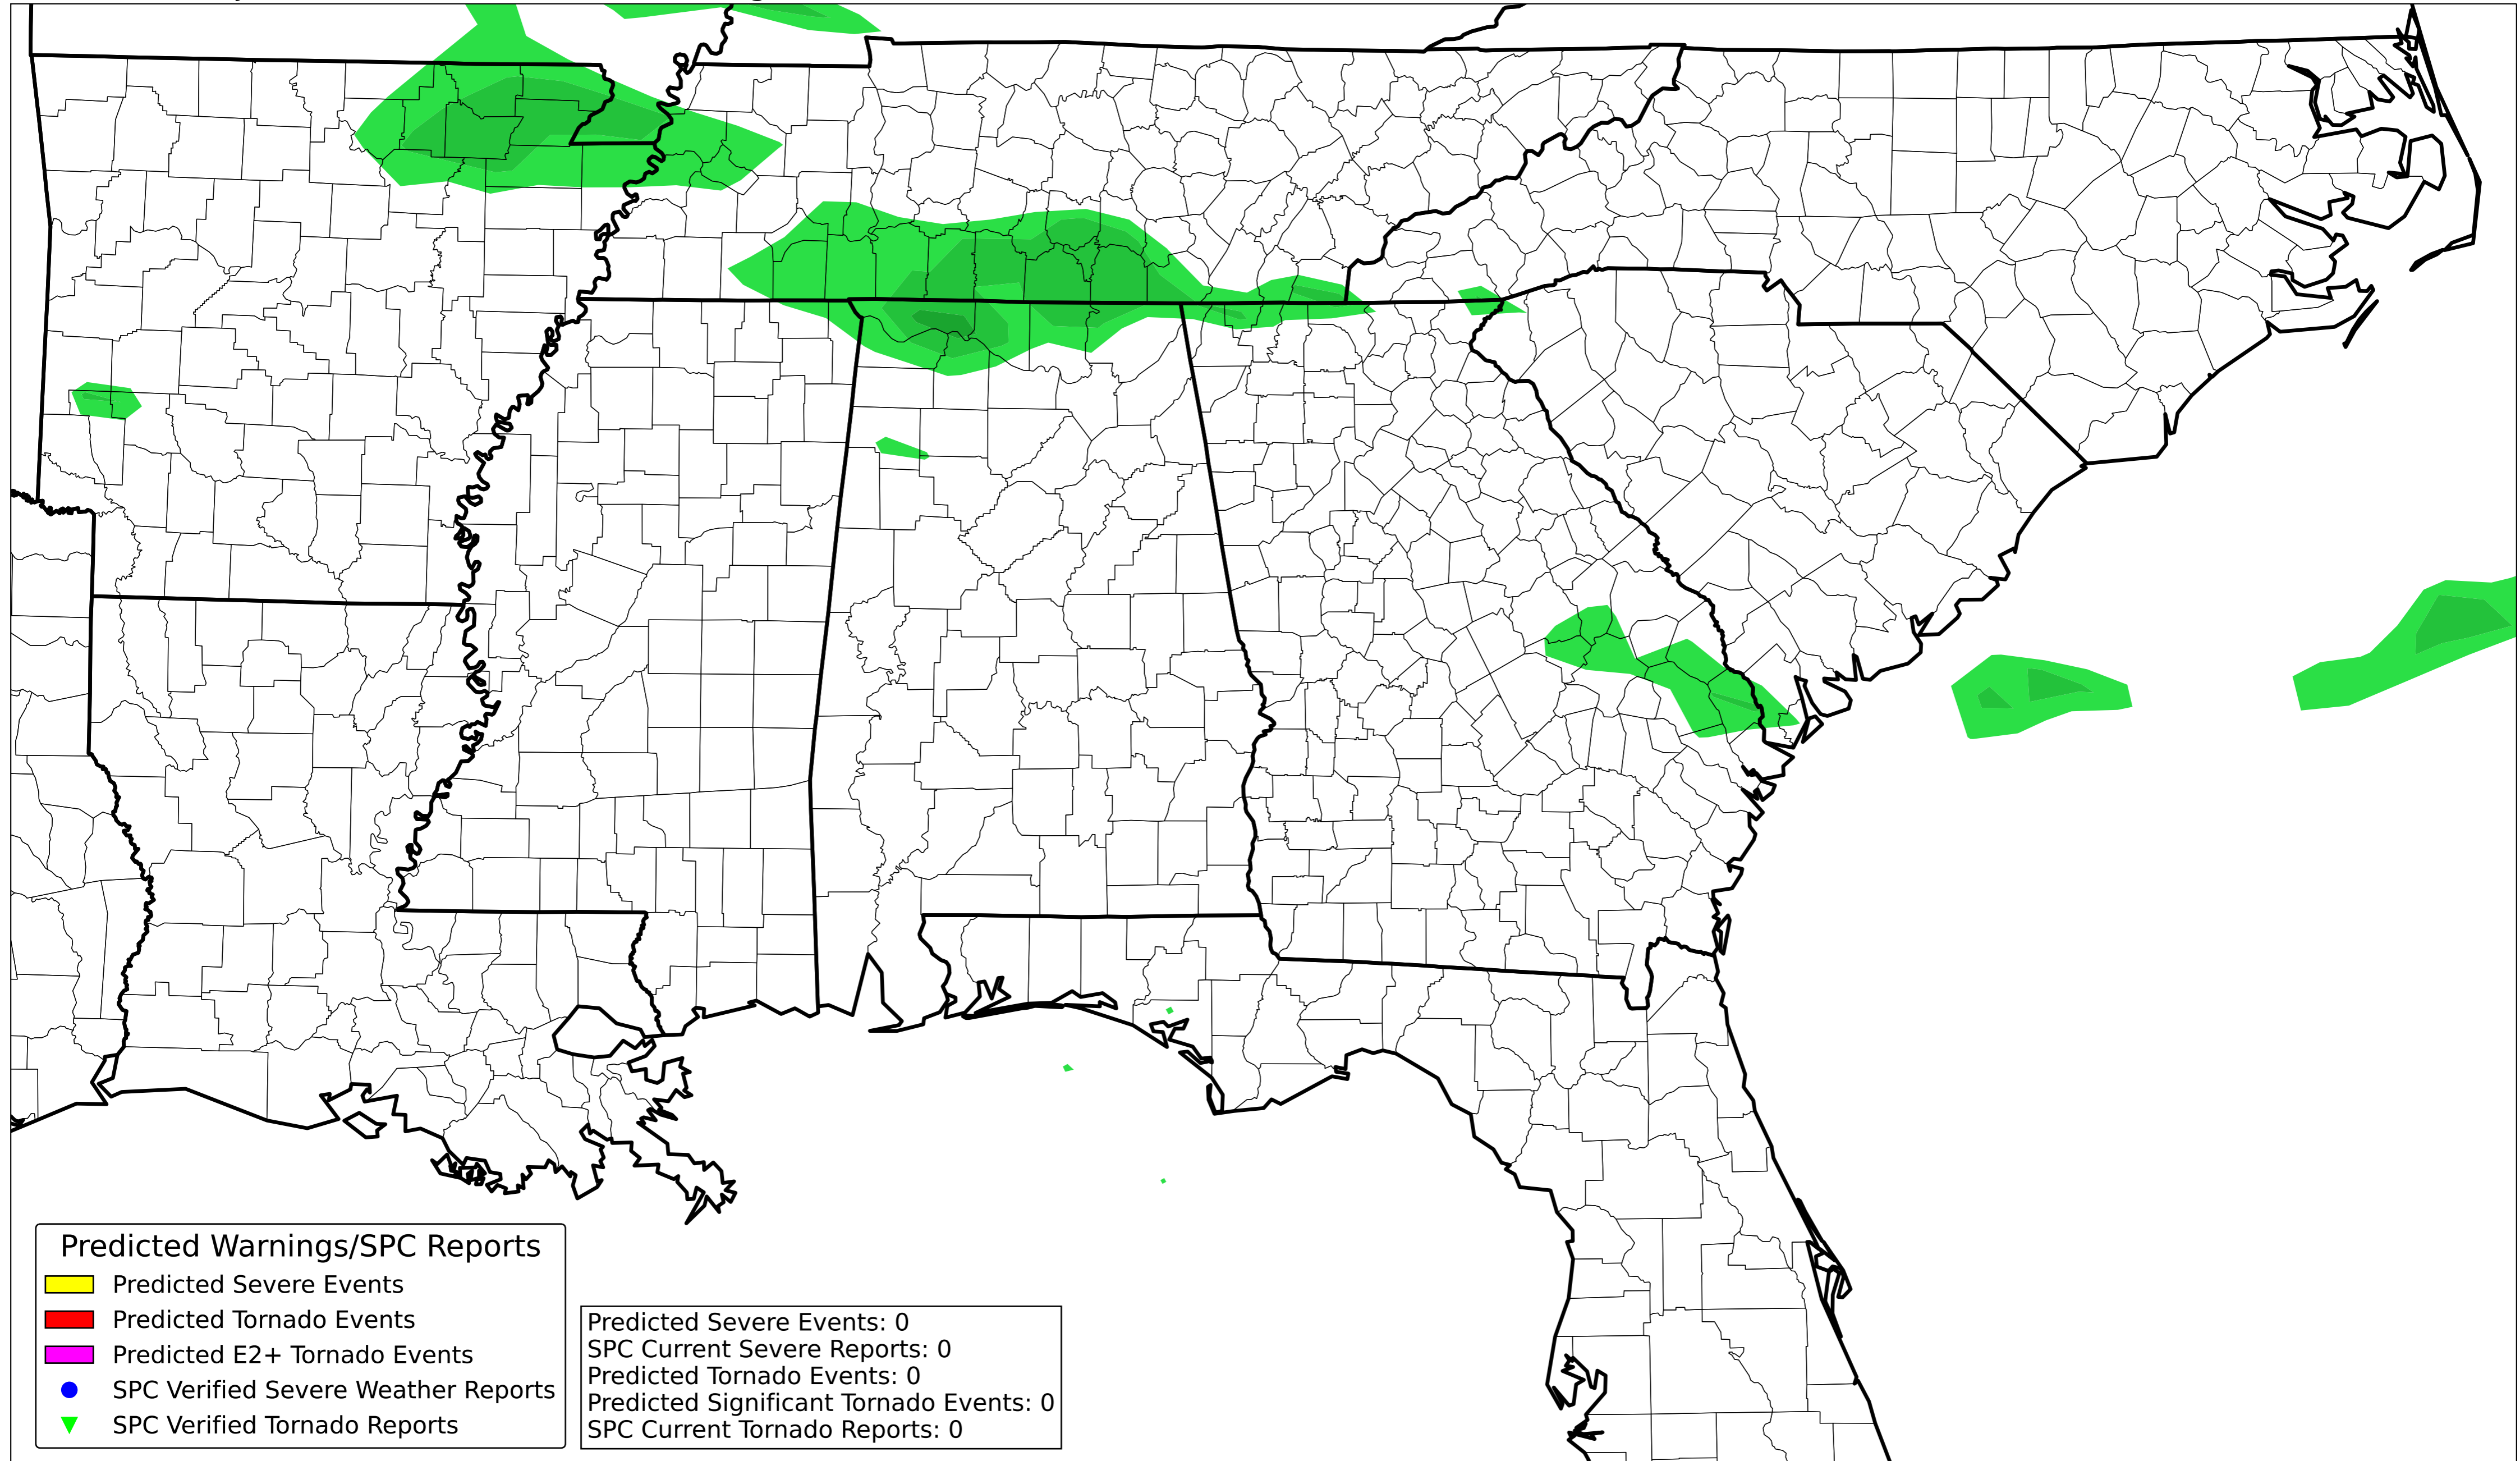 Predicted Warnings/SPC Reports
Predicted Severe Events
Predicted Tornado Events
Predicted E2+ Tornado Events
SPC Verified Severe Weather Reports
SPC Verified Tornado Reports
Predicted Severe Events: 0
SPC Current Severe Reports: 0
Predicted Tornado Events: 0
Predicted Significant Tornado Events: 0
SPC Current Tornado Reports: 0